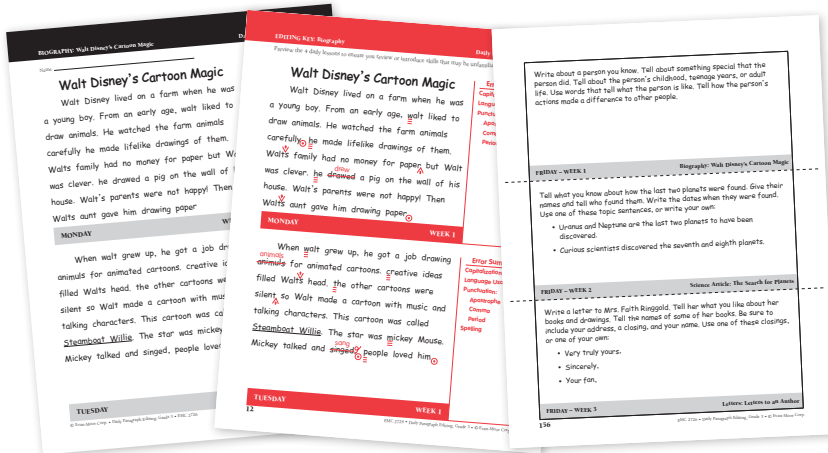 BIOGRAPHY: Walt Disney's Cartoon Magic
Name
Walt Disney's Cartoon Magic
Walt Disney lived on a farm when he was
a young boy. From an early age, walt liked to
draw animals. He watched the farm animals
carefully he made lifelike drawings of them.
Walts family had no money for paper but W
was clever. he drawed a pig on the wall of
house. Walt's parents were not happy! Then
Walts aunt gave him drawing paper
MONDAY
When walt grew up, he got a job dr
animuls for animated cartoons. creative i
filled Walts head. the other cartoons we
silent so Walt made a cartoon with mus
talking characters. This cartoon was ca
Steamboat Willie. The star was mickey
Mickey talked and singed, people love
TUESDAY
© Evan-Moor Corp. • Daily Paragraph Editing, Grade 3 • EMC 2726
EDITING KEY: Biography
Daily
Preview the 4 daily lessons to ensure you review or introduce skills that may be unfamil
Walt Disney's Cartoon Magic
Walt Disney lived on a farm when he was
a young boy. From an early age, walt liked to
draw animals. He watched the farm animals
carefully he made lifelike drawings of them.
Walts family had no money for paper but Walt
drew
was clever. he drawed a pig on the wall of his
house. Walt's parents were not happy! Then
Walts aunt gave him drawing paper
MONDAY WEEK 1
When walt grew up, he got a job drawing
animals
animuls for animated cartoons. creative ideas
filled Walts head. the other cartoons were
silent so Walt made a cartoon with music and
talking characters. This cartoon was called
Steamboat Willie. The star was mickey Mouse.
sang
Mickey talked and singed, people loved him
TUESDAY WEEK 1
12
Error Sum
Capitalization
Language Us
Punctuation:
Apostrophe
Comma
Period
Spelling
Write about a person you know. Tell about something special that the
person did. Tell about the person's childhood, teenage years, or adult
life. Use words that tell what the person is like. Tell how the person's
actions made a difference to other people.
FRIDAY – WEEK 1 Biography: Walt Disney's Cartoon Magic
Tell what you know about how the last two planets were found. Give their
names and tell who found them. Write the dates when they were found.
Use one of these topic sentences, or write your own:
• Uranus and Neptune are the last two planets to have been
discovered.
• Curious scientists discovered the seventh and eighth planets.
FRIDAY – WEEK 2 Science Article: The Search for Planets
Write a letter to Mrs. Faith Ringgold. Tell her what you like about her
books and drawings. Tell the names of some of her books. Be sure to
include your address, a closing, and your name. Use one of these closings,
or one of your own:
• Very truly yours,
• Sincerely,
• Your fan,
FRIDAY – WEEK 3 Letters: Letters to an Author
156